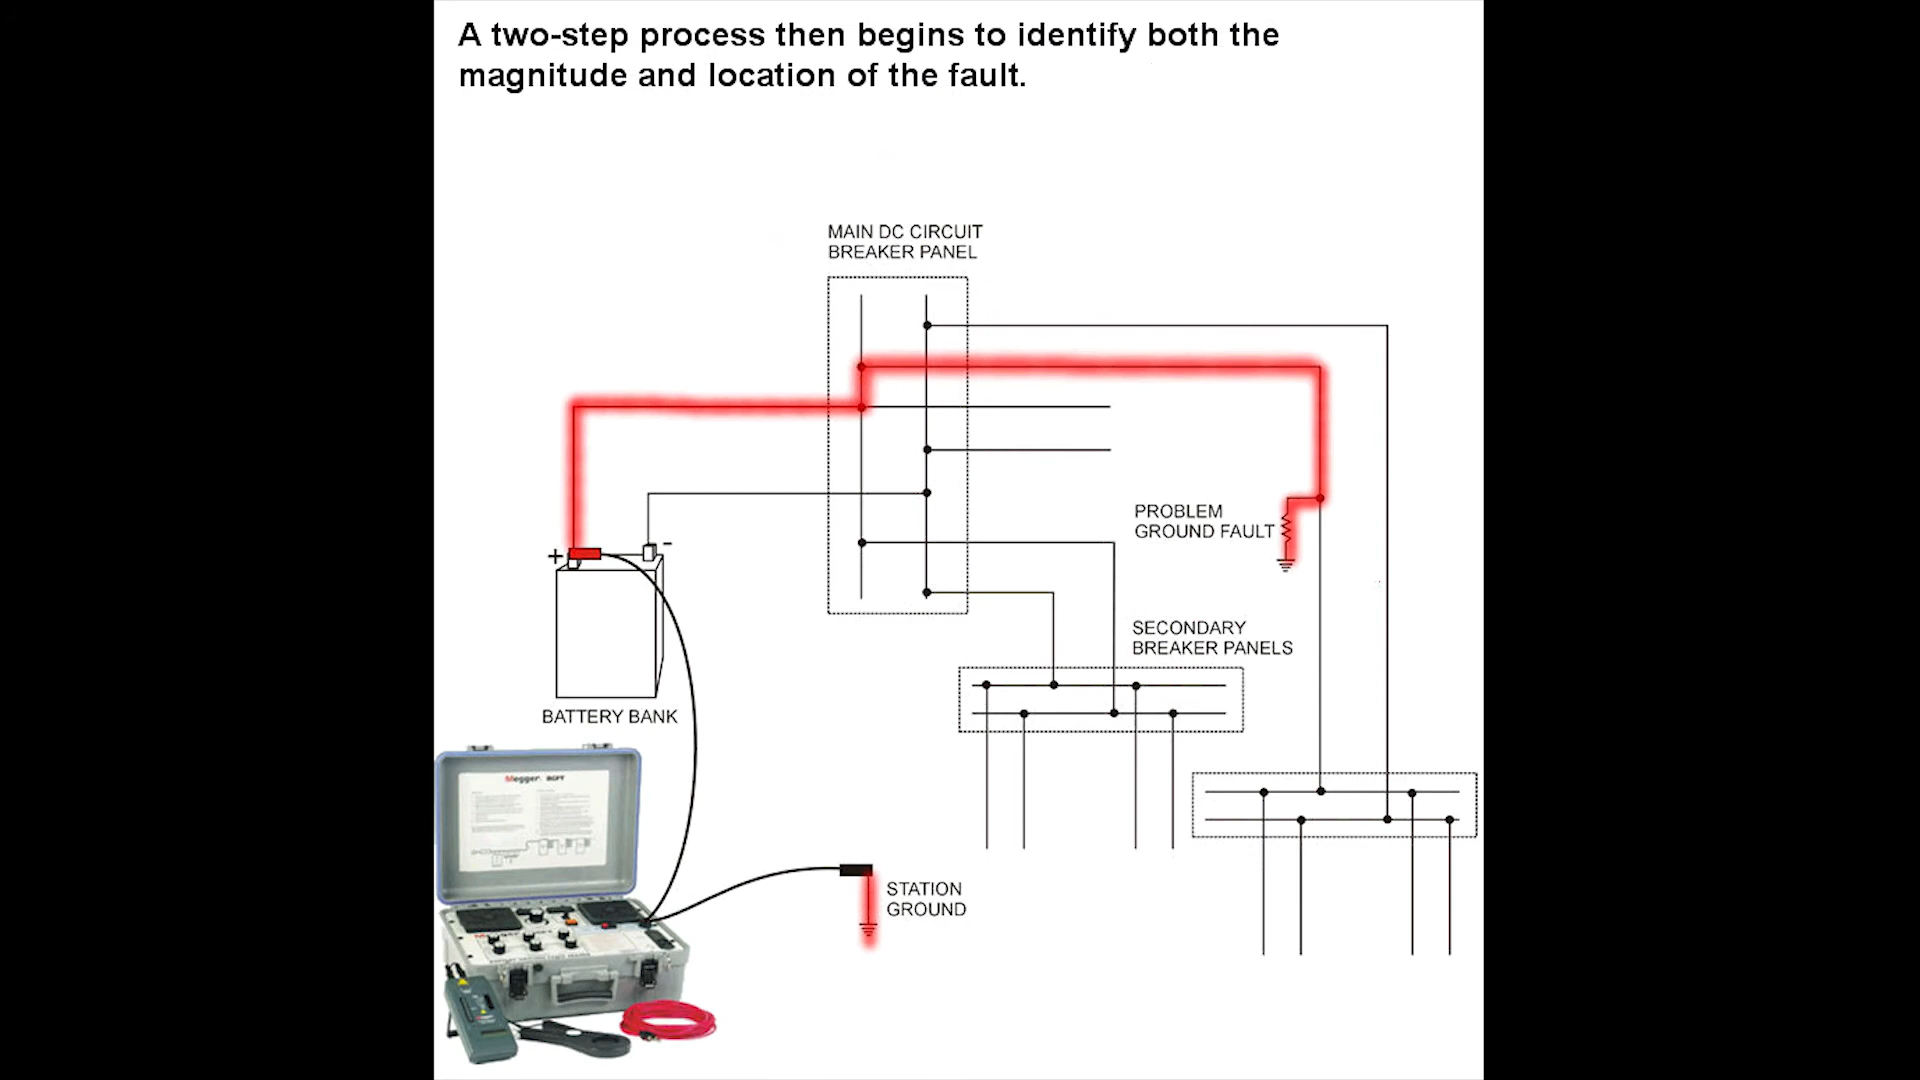 A two-step process then begins to identify both the
magnitude and location of the fault.
MAIN DC CIRCUIT
BREAKER PANEL
PROBLEM
GROUND FAULT
+
-
SECONDARY
BREAKER PANELS
BATTERY BANK
Megger. BGFT
STATION
GROUND